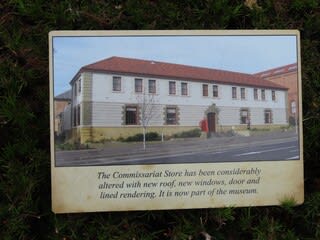 The Commissariat Store has been considerably
altered with new roof, new windows, door and
lined rendering. It is now part of the museum.